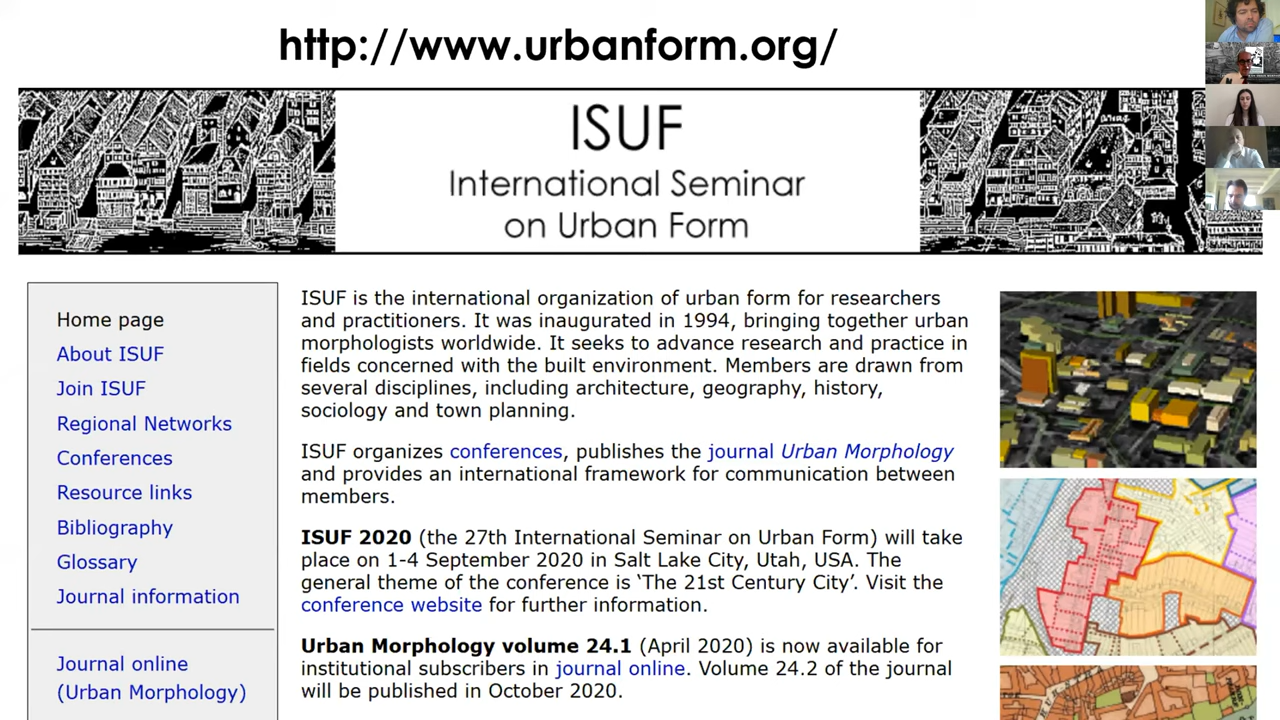 http://www.urbanform.org/
ISUF
International Seminar
on Urban Form
Home page
About ISUF
Join ISUF
Regional Networks
Conferences
Resource links
Bibliography
Glossary
Journal information
Journal online
(Urban Morphology)
ISUF is the international organization of urban form for researchers
and practitioners. It was inaugurated in 1994, bringing together urban
morphologists worldwide. It seeks to advance research and practice in
fields concerned with the built environment. Members are drawn from
several disciplines, including architecture, geography, history,
sociology and town planning.
ISUF organizes conferences, publishes the journal Urban Morphology
and provides an international framework for communication between
members.
ISUF 2020 (the 27th International Seminar on Urban Form) will take
place on 1-4 September 2020 in Salt Lake City, Utah, USA. The
general theme of the conference is ‘The 21st Century City’. Visit the
conference website for further information.
Urban Morphology volume 24.1 (April 2020) is now available for
institutional subscribers in journal online. Volume 24.2 of the journal
will be published in October 2020.